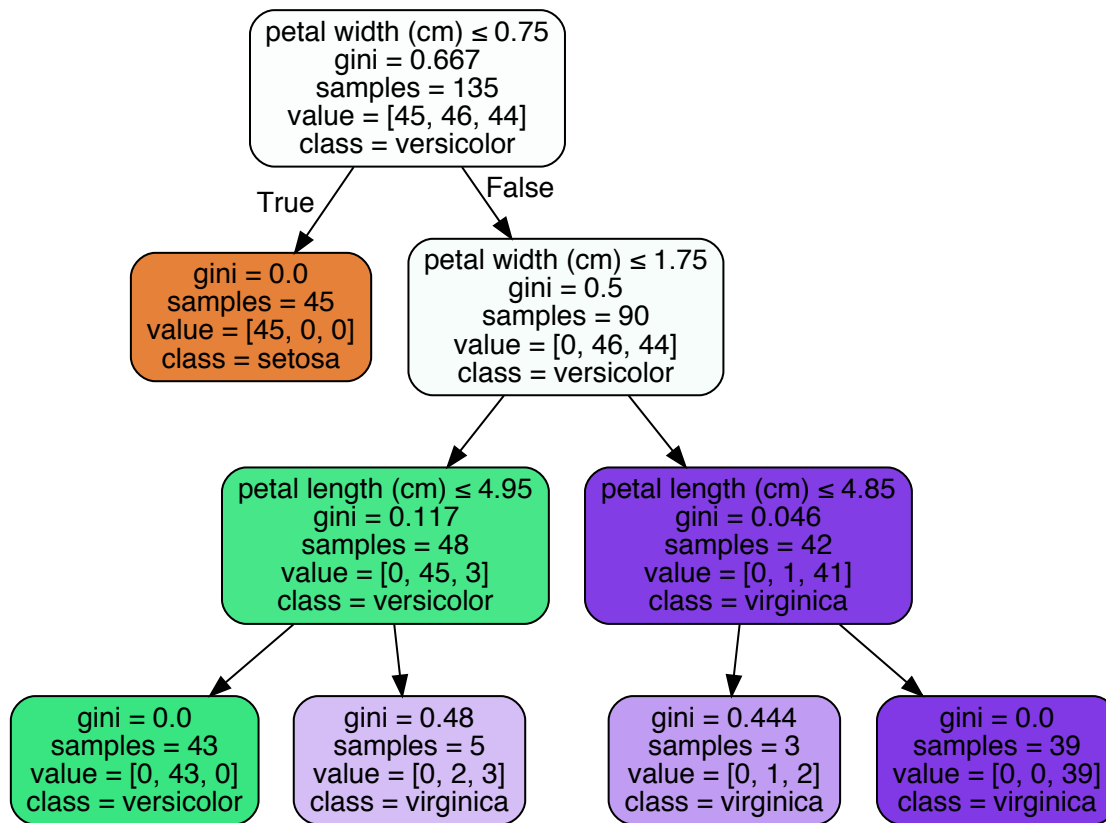 petal width (cm) ≤ 0.75
gini = 0.667
samples = 135
value = [45, 46, 44]
class = versicolor
True
False
gini = 0.0
samples = 45
value = [45, 0, 0]
class = setosa
petal width (cm) ≤ 1.75
gini = 0.5
samples = 90
value = [0, 46, 44]
class = versicolor
petal length (cm) ≤ 4.95
gini = 0.117
samples = 48
value = [0, 45, 3]
class = versicolor
petal length (cm) ≤ 4.85
gini = 0.046
samples = 42
value = [0, 1, 41]
class = virginica
gini = 0.0
samples = 43
value = [0, 43, 0]
class = versicolor
gini = 0.48
samples = 5
value = [0, 2, 3]
class = virginica
gini = 0.444
samples = 3
value = [0, 1, 2]
class = virginica
gini = 0.0
samples = 39
value = [0, 0, 39]
class = virginica